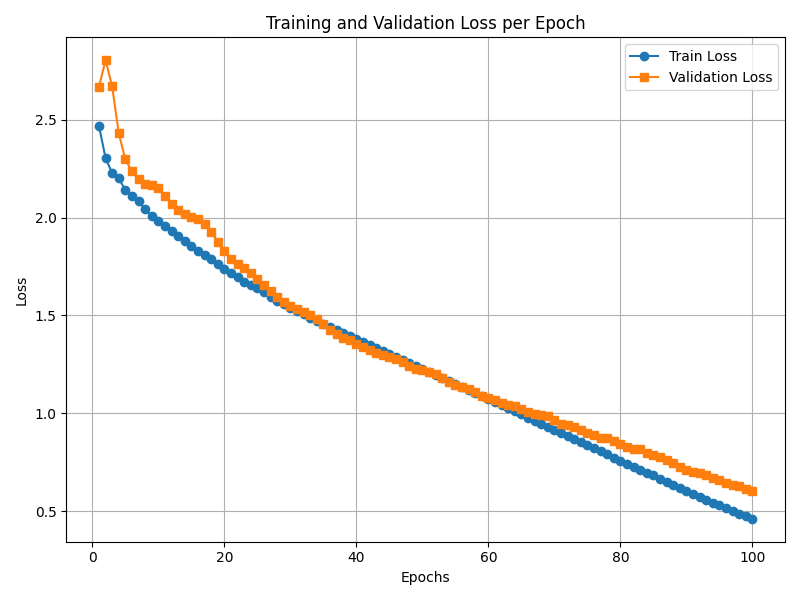 Training and Validation Loss per Epoch
Train Loss
Validation Loss
2.5
2.0
1.5
1.0
0.5
Loss
0 20 40 60 80 100
Epochs